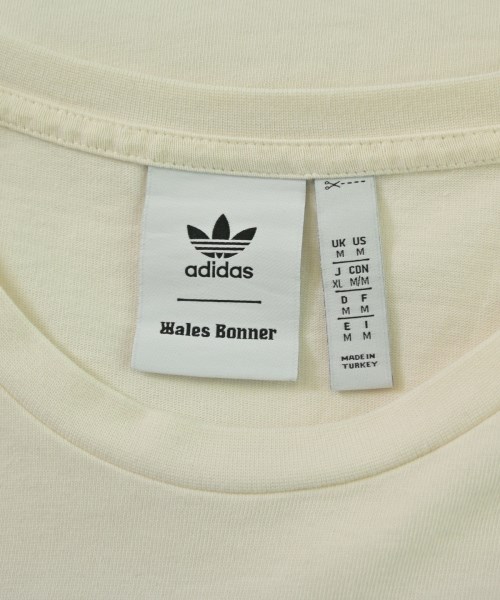 adidas
Wales Bonner
UK US
M M
J CDN
XL M/M
D F
M M
E I
M M
MADE IN
TURKEY